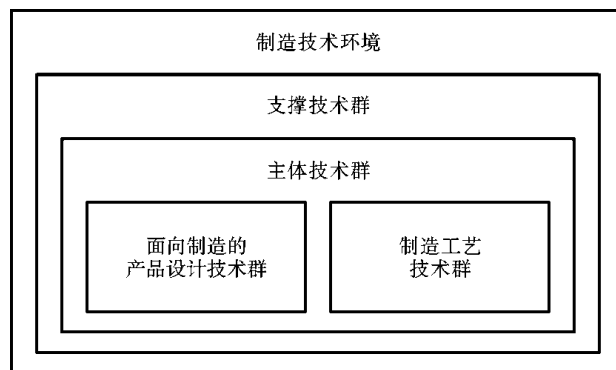 制造技术环境
支撑技术群
主体技术群
面向制造的
产品设计技术群
制造工艺
技术群